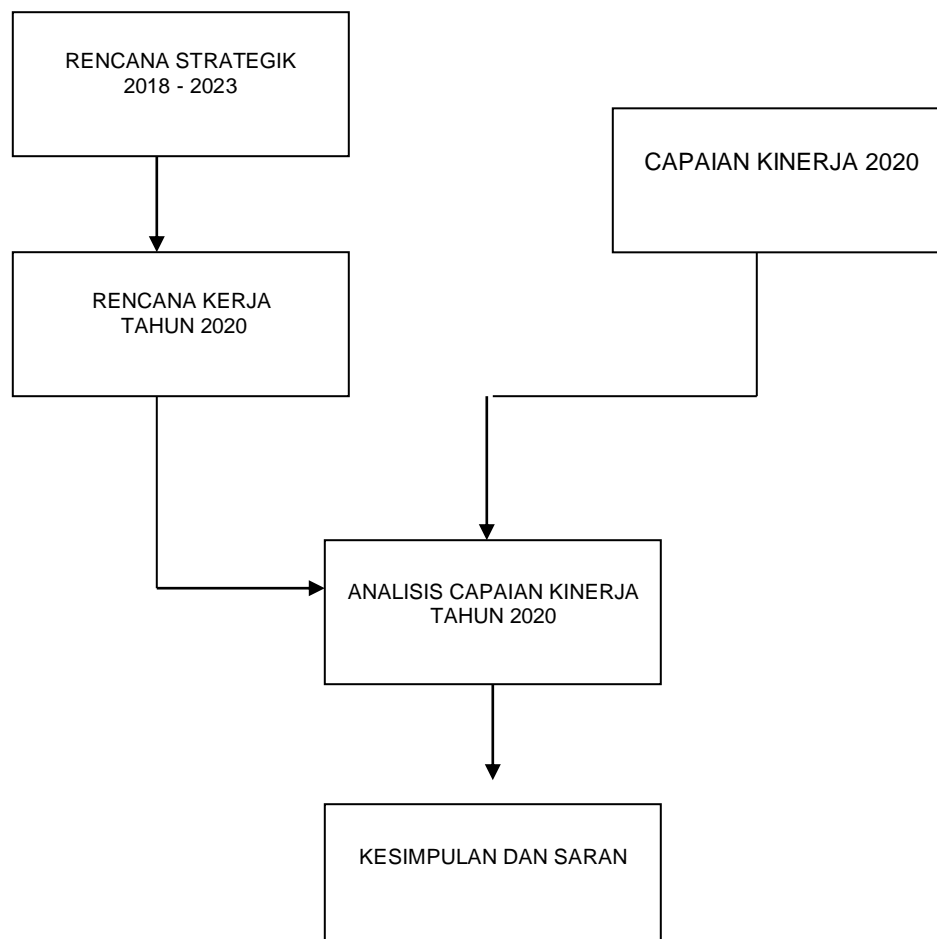 RENCANA STRATEGIK
2018 - 2023
CAPAIAN KINERJA 2020
RENCANA KERJA
TAHUN 2020
ANALISIS CAPAIAN KINERJA
TAHUN 2020
KESIMPULAN DAN SARAN